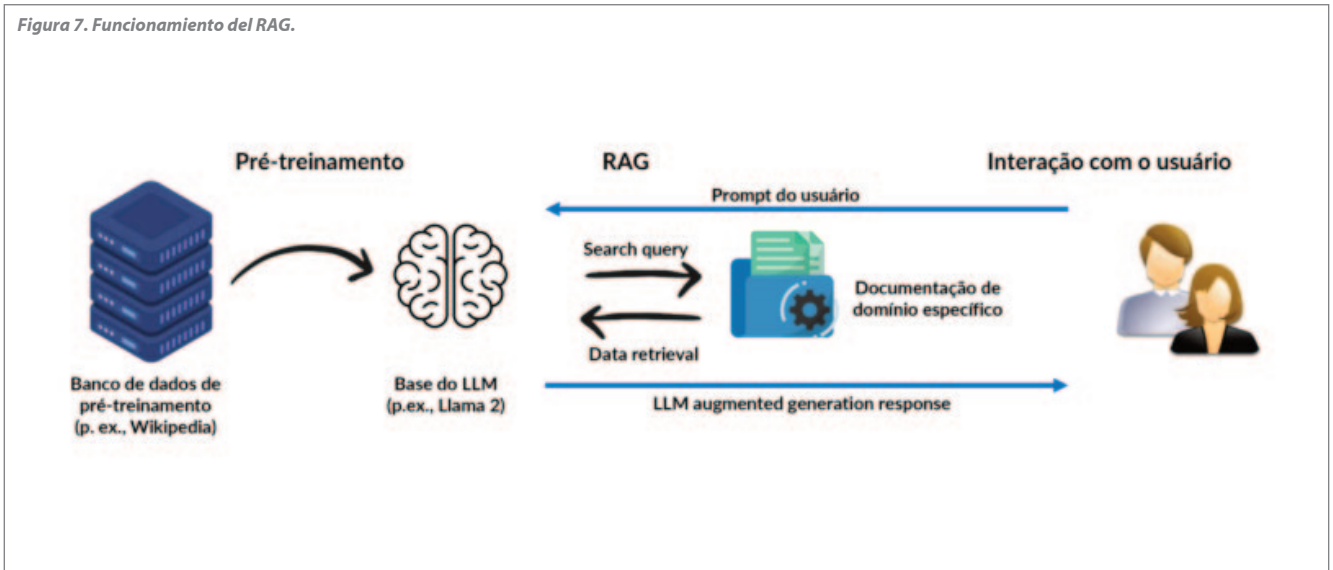 Figura 7. Funcionamiento del RAG.
Pré-treinamento
RAG
Interação com o usuário
Prompt do usuário
Search query
Documentação de
domínio específico
Data retrieval
Banco de dados de
pré-treinamento
(p. ex., Wikipedia)
Base do LLM
(p.ex., Llama 2)
LLM augmented generation response